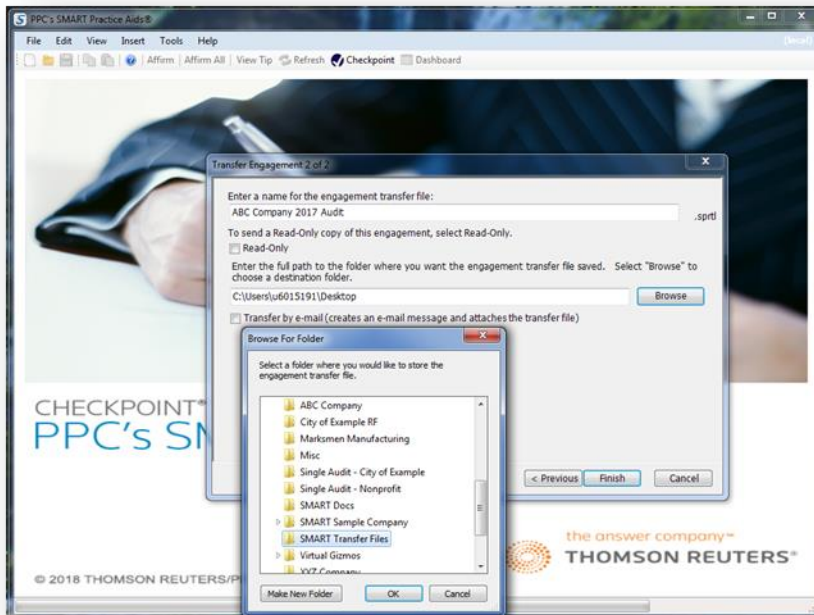 PPC's SMART Practice Aids®
File Edit View Insert Tools Help
(local)
Affirm Affirm All View Tip Refresh Checkpoint Dashboard
Transfer Engagement 2 of 2
Enter a name for the engagement transfer file:
ABC Company 2017 Audit
.sprtl
To send a Read-Only copy of this engagement, select Read-Only.
Read-Only
Enter the full path to the folder where you want the engagement transfer file saved. Select "Browse" to
choose a destination folder.
C:\Users\u6015191\Desktop
Browse
Transfer by e-mail (creates an e-mail message and attaches the transfer file)
Browse For Folder
Select a folder where you would like to store the
engagement transfer file.
ABC Company
City of Example RF
Marksmen Manufacturing
Misc
Single Audit - City of Example
Single Audit - Nonprofit
SMART Docs
SMART Sample Company
SMART Transfer Files
Virtual Gizmos
XYZ Company
Make New Folder OK Cancel
< Previous Finish Cancel
CHECKPOINT®
PPC's SM
the answer company™
THOMSON REUTERS®
© 2018 THOMSON REUTERS/P